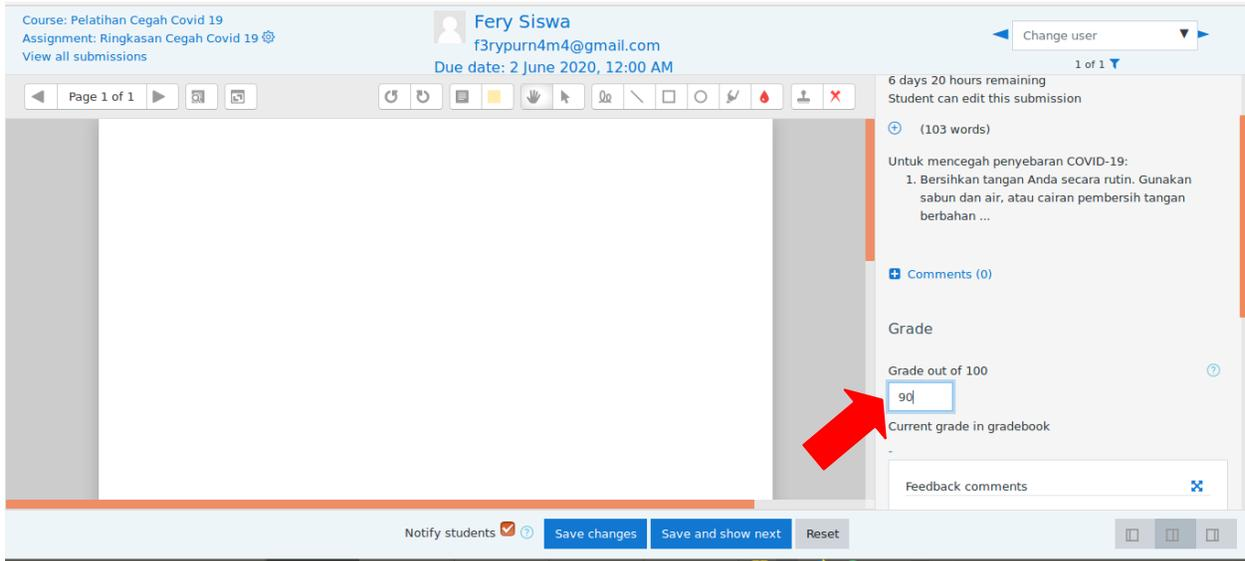 Course: Pelatihan Cegah Covid 19
Assignment: Ringkasan Cegah Covid 19
View all submissions
Fery Siswa
f3rypurn4m4@gmail.com
Due date: 2 June 2020, 12:00 AM
Change user
1 of 1
Page 1 of 1
6 days 20 hours remaining
Student can edit this submission
(103 words)
Untuk mencegah penyebaran COVID-19:
1. Bersihkan tangan Anda secara rutin. Gunakan
sabun dan air, atau cairan pembersih tangan
berbahan ...
Comments (0)
Grade
Grade out of 100
90
Current grade in gradebook
-
Feedback comments
Notify students
Save changes
Save and show next
Reset